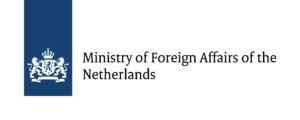 Ministry of Foreign Affairs of the
Netherlands